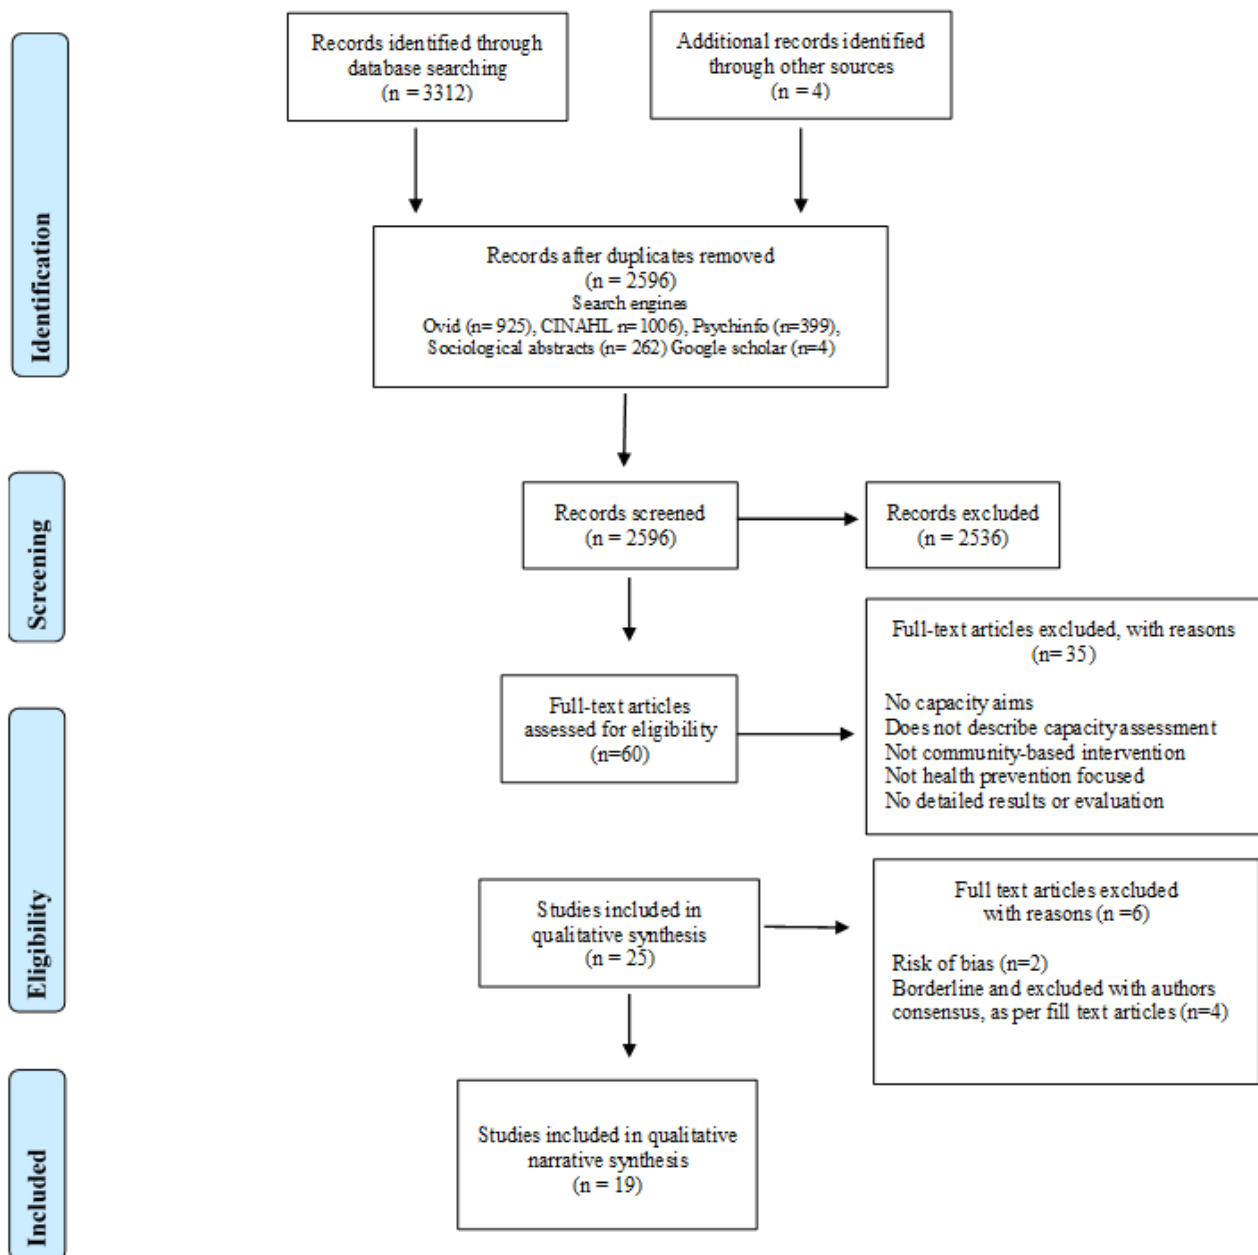 Identification
Records identified through
database searching
(n = 3312)
Additional records identified
through other sources
(n = 4)
Records after duplicates removed
(n = 2596)
Search engines
Ovid (n= 925), CINAHL n=1006), Psychinfo (n=399),
Sociological abstracts (n= 262) Google scholar (n=4)
Screening
Records screened
(n = 2596)
Records excluded
(n = 2536)
Eligibility
Full-text articles
assessed for eligibility
(n=60)
Full-text articles excluded, with reasons
(n=35)
No capacity aims
Does not describe capacity assessment
Not community-based intervention
Not health prevention focused
No detailed results or evaluation
Studies included in
qualitative synthesis
(n = 25)
Full text articles excluded
with reasons (n =6)
Risk of bias (n=2)
Borderline and excluded with authors
consensus, as per fill text articles (n=4)
Included
Studies included in qualitative
narrative synthesis
(n = 19)